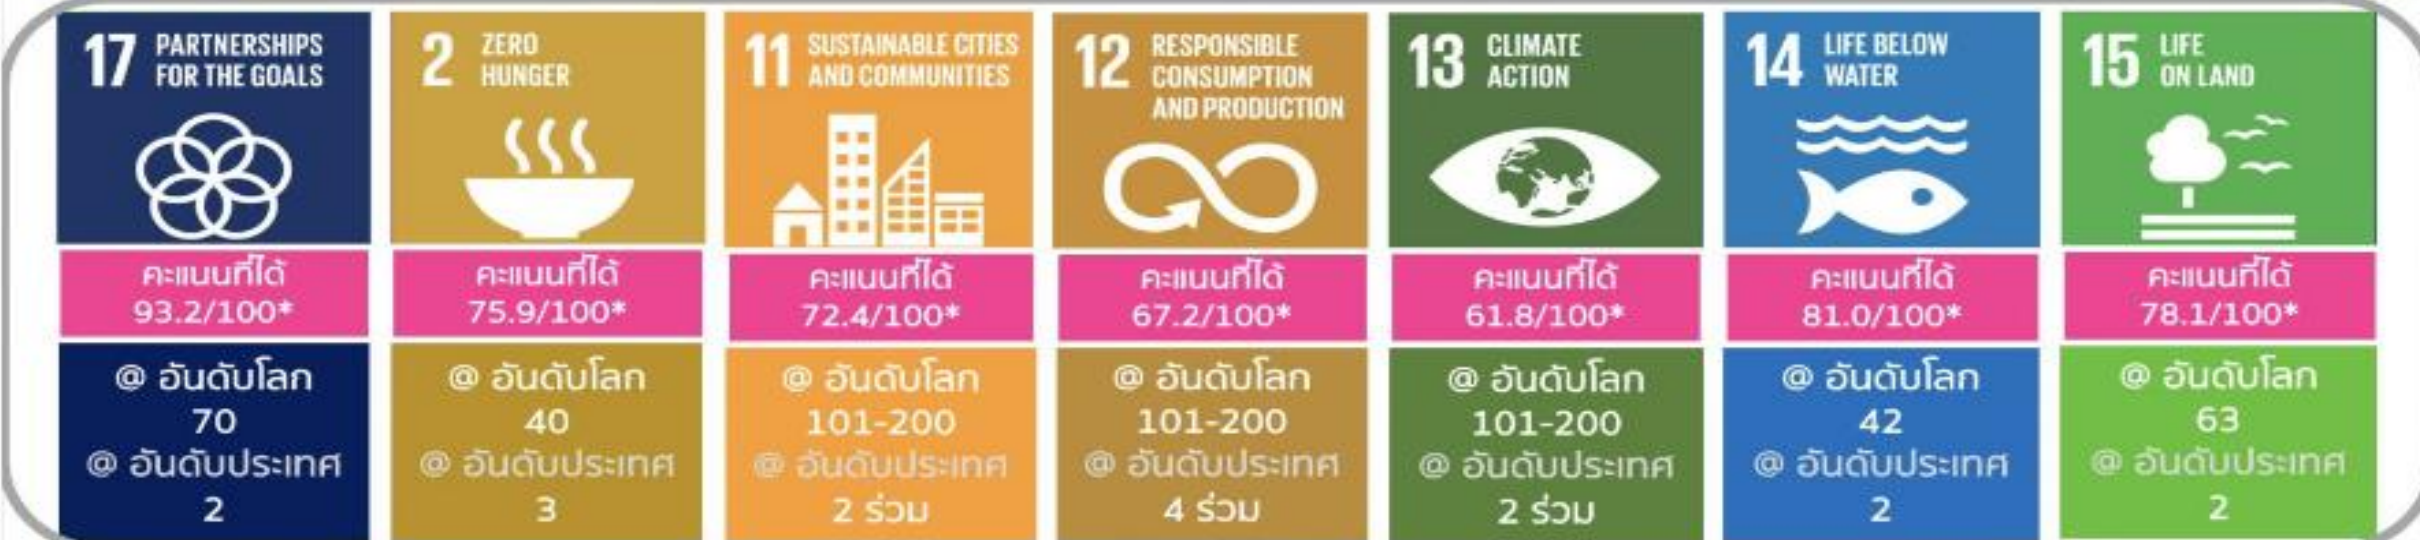 17 PARTNERSHIPS
FOR THE GOALS
คะแนนที่ได้
93.2/100*
@ อันดับโลก
70
@ อันดับประเทศ
2
2 ZERO
HUNGER
คะแนนที่ได้
75.9/100*
@ อันดับโลก
40
@ อันดับประเทศ
3
11 SUSTAINABLE CITIES
AND COMMUNITIES
คะแนนที่ได้
72.4/100*
@ อันดับโลก
101-200
@ อันดับประเทศ
2 ร่วม
12 RESPONSIBLE
CONSUMPTION
AND PRODUCTION
คะแนนที่ได้
67.2/100*
@ อันดับโลก
101-200
@ อันดับประเทศ
4 ร่วม
13 CLIMATE
ACTION
คะแนนที่ได้
61.8/100*
@ อันดับโลก
101-200
@ อันดับประเทศ
2 ร่วม
14 LIFE BELOW
WATER
คะแนนที่ได้
81.0/100*
@ อันดับโลก
42
@ อันดับประเทศ
2
15 LIFE
ON LAND
คะแนนที่ได้
78.1/100*
@ อันดับโลก
63
@ อันดับประเทศ
2